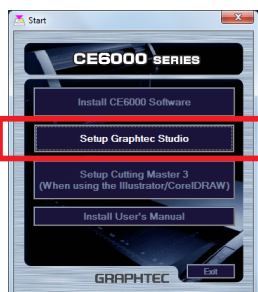 Start
CE6000 SERIES
Install CE6000 Software
Setup Graphtec Studio
Setup Cutting Master 3
(When using the Illustrator/CorelDRAW)
Install User's Manual
GRAPHTEC
Exit